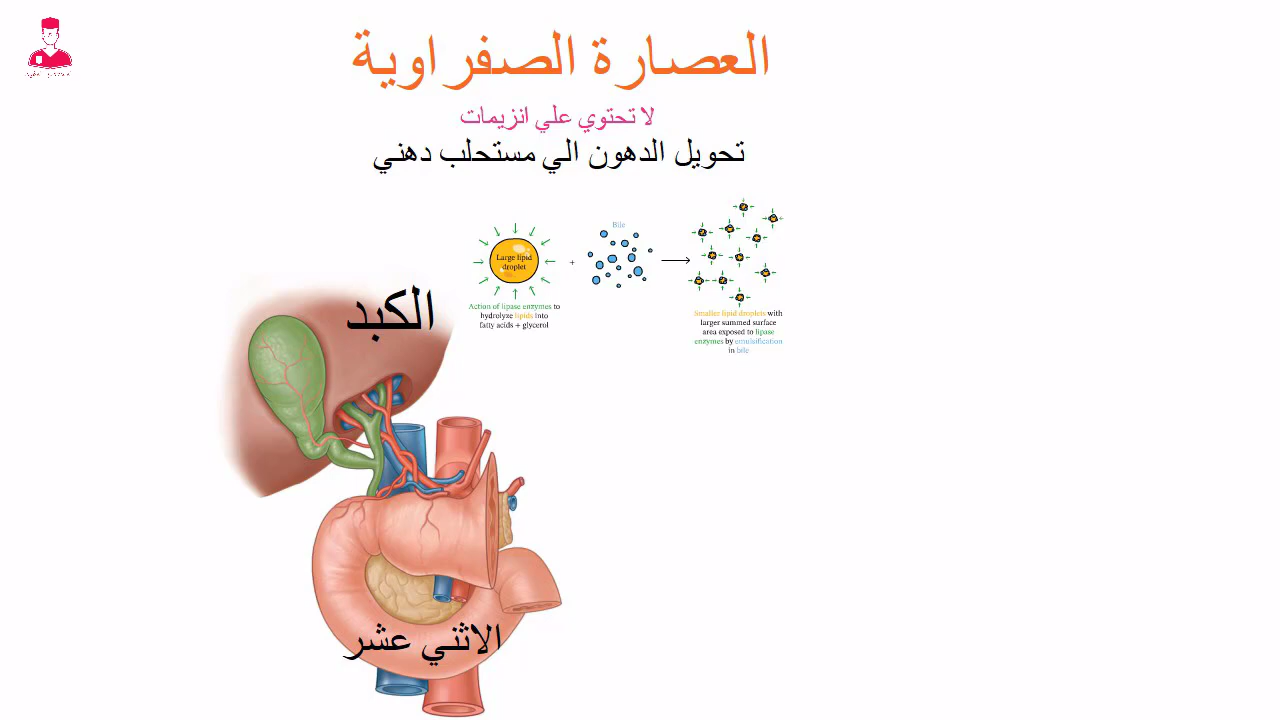 العصارة الصفراوية
لا تحتوي علي انزيمات
تحويل الدهون الي مستحلب دهني
Bile
Large lipid
droplet
+
Action of lipase enzymes to
hydrolyze lipids into
fatty acids + glycerol
Smaller lipid droplets with
larger summed surface
area exposed to lipase
enzymes by emulsification
in bile
الكبد
الاثني عشر